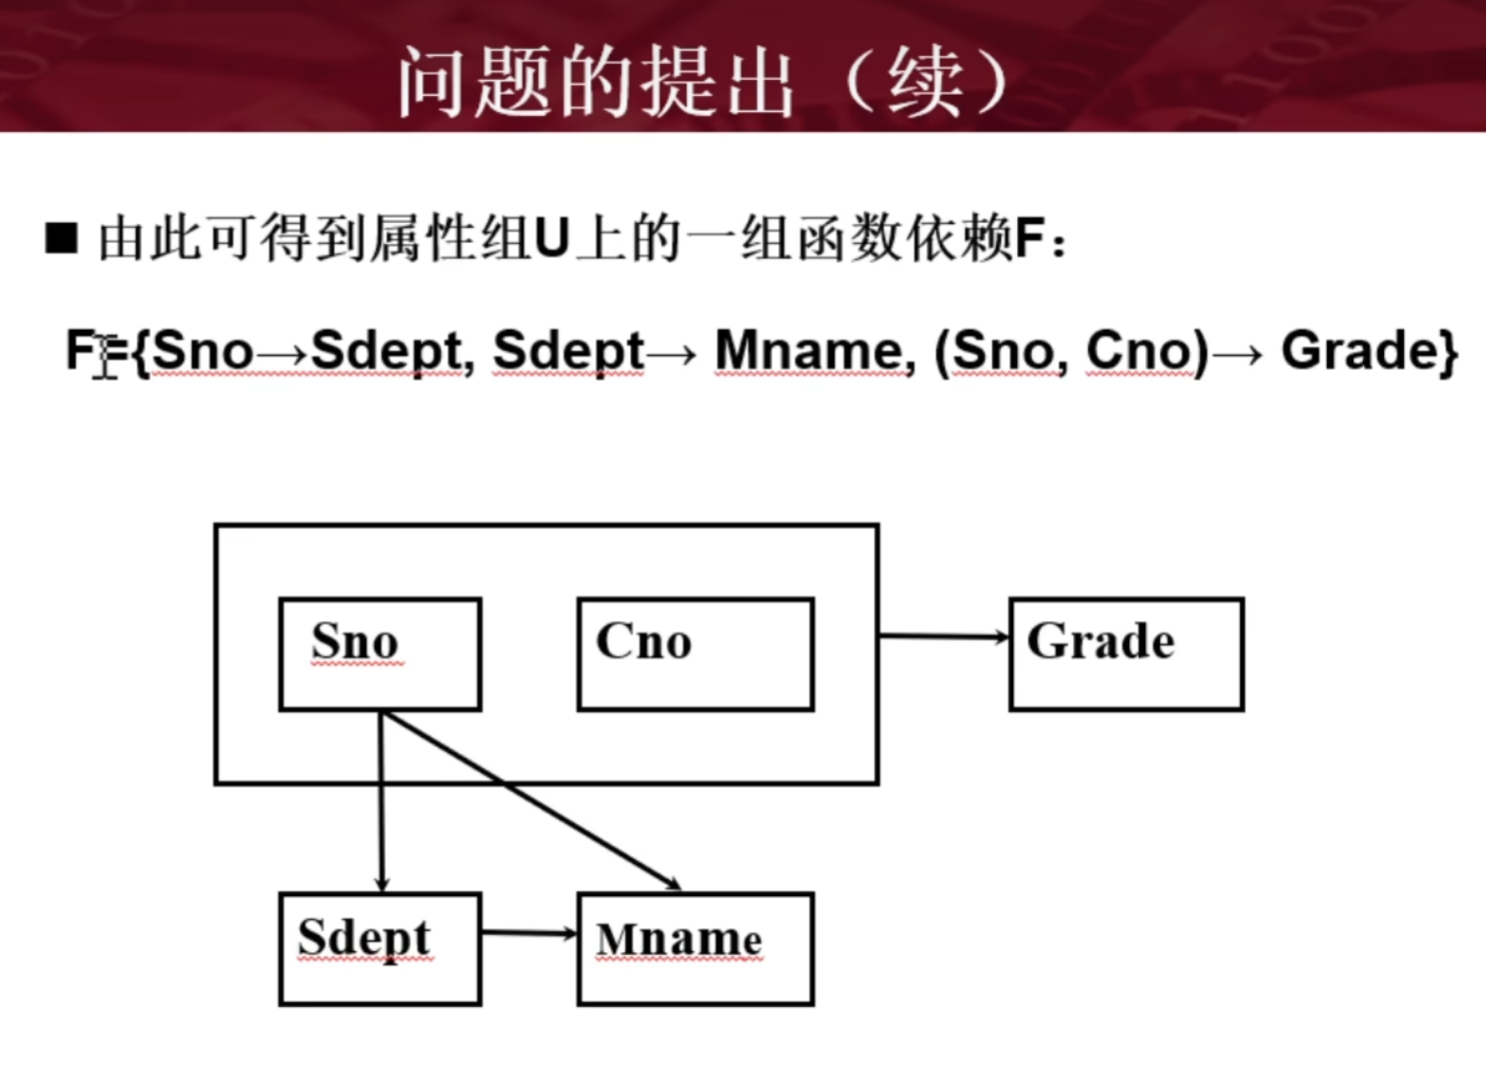 问题的提出（续）
■ 由此可得到属性组U上的一组函数依赖F：
F={Sno→Sdept, Sdept→ Mname, (Sno, Cno)→ Grade}
Sno Cno Grade
Sdept Mname